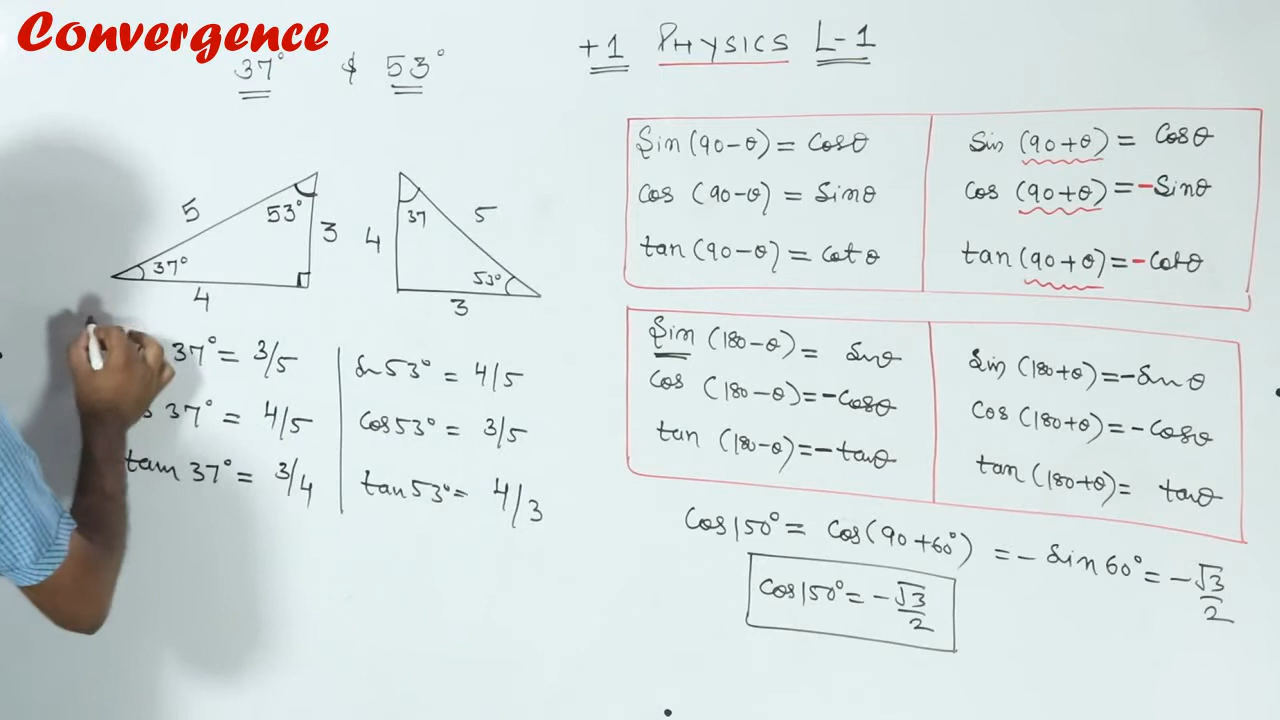 Convergence
+1 PHYSICS L-1
37° & 53°
5
53°
3
37°
4
37
5
4
53°
3
37° = 3/5
37° = 4/5
tan 37° = 3/4
Sin 53° = 4/5
Cos 53° = 3/5
tan 53° = 4/3
Sin (90-θ) = Cosθ
Cos (90-θ) = Sinθ
tan (90-θ) = Cotθ
Sin (90+θ) = Cosθ
Cos (90+θ) = -Sinθ
tan (90+θ) = -Cotθ
Sin (180-θ) = Sinθ
Cos (180-θ) = -Cosθ
tan (180-θ) = -tanθ
Sin (180+θ) = -Sinθ
Cos (180+θ) = -Cosθ
tan (180+θ) = tanθ
Cos150° = Cos(90+60°) = -Sin60° = -√3/2
Cos150° = -√3/2